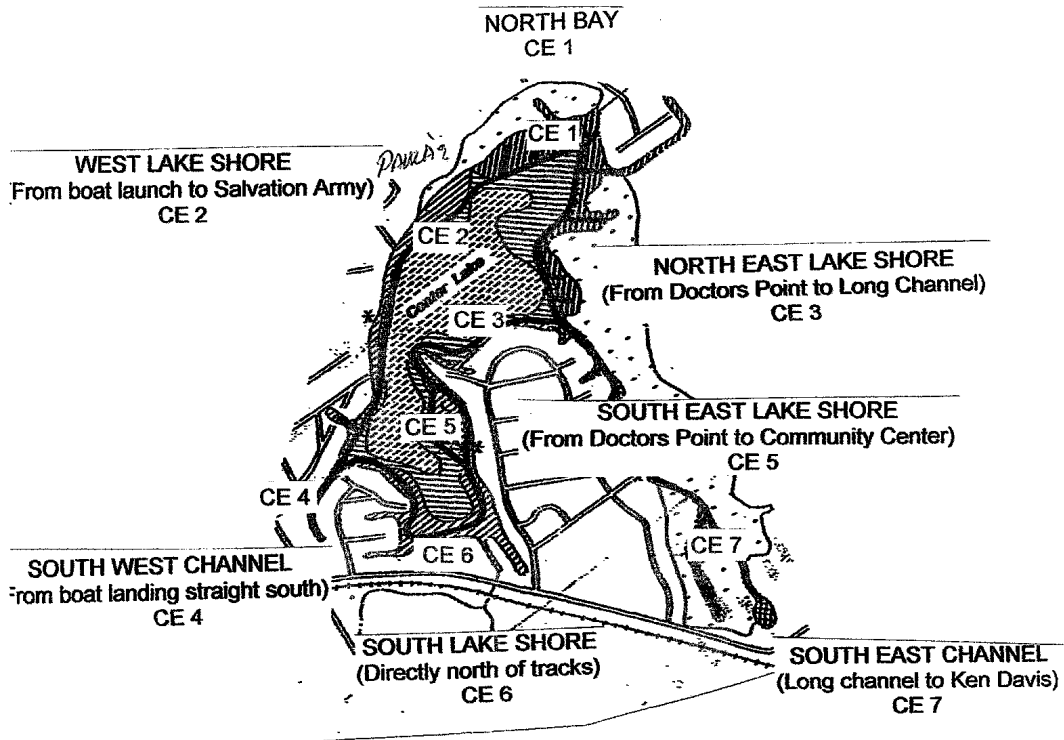 NORTH BAY
CE 1
CE 1
WEST LAKE SHORE
(From boat launch to Salvation Army)
CE 2
CE 2
Center Lake
NORTH EAST LAKE SHORE
(From Doctors Point to Long Channel)
CE 3
CE 3
SOUTH EAST LAKE SHORE
(From Doctors Point to Community Center)
CE 5
CE 5
CE 4
SOUTH WEST CHANNEL
From boat landing straight south)
CE 4
CE 6
CE 7
SOUTH LAKE SHORE
(Directly north of tracks)
CE 6
SOUTH EAST CHANNEL
(Long channel to Ken Davis)
CE 7